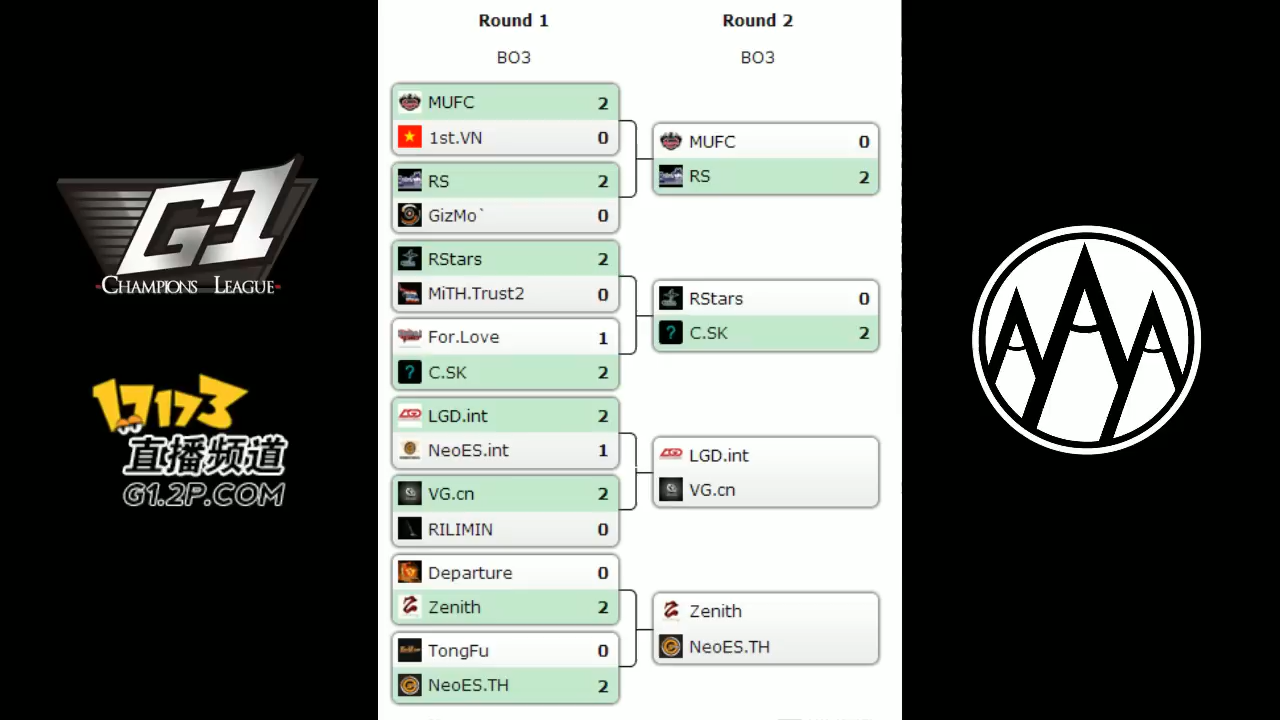 Round 1
BO3
MUFC 2
1st.VN 0
RS 2
GizMo` 0
RStars 2
MiTH.Trust2 0
For.Love 1
C.SK 2
LGD.int 2
NeoES.int 1
VG.cn 2
RILIMIN 0
Departure 0
Zenith 2
TongFu 0
NeoES.TH 2
Round 2
BO3
MUFC 0
RS 2
RStars 0
C.SK 2
LGD.int
VG.cn
Zenith
NeoES.TH
G-1
CHAMPIONS LEAGUE
17173
直播频道
G1.2P.COM